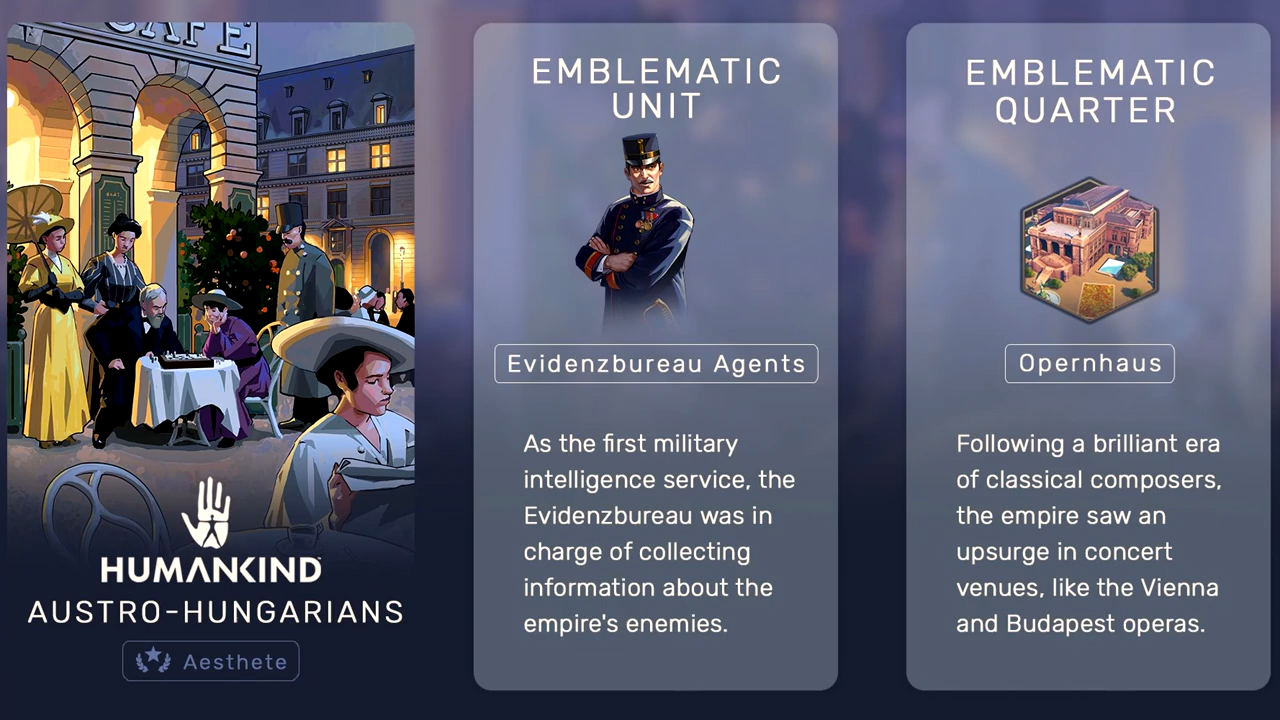 CAFE
HUMANKIND
AUSTRO-HUNGARIANS
Aesthete
EMBLEMATIC
UNIT
Evidenzbureau Agents
As the first military
intelligence service, the
Evidenzbureau was in
charge of collecting
information about the
empire's enemies.
EMBLEMATIC
QUARTER
Opernhaus
Following a brilliant era
of classical composers,
the empire saw an
upsurge in concert
venues, like the Vienna
and Budapest operas.